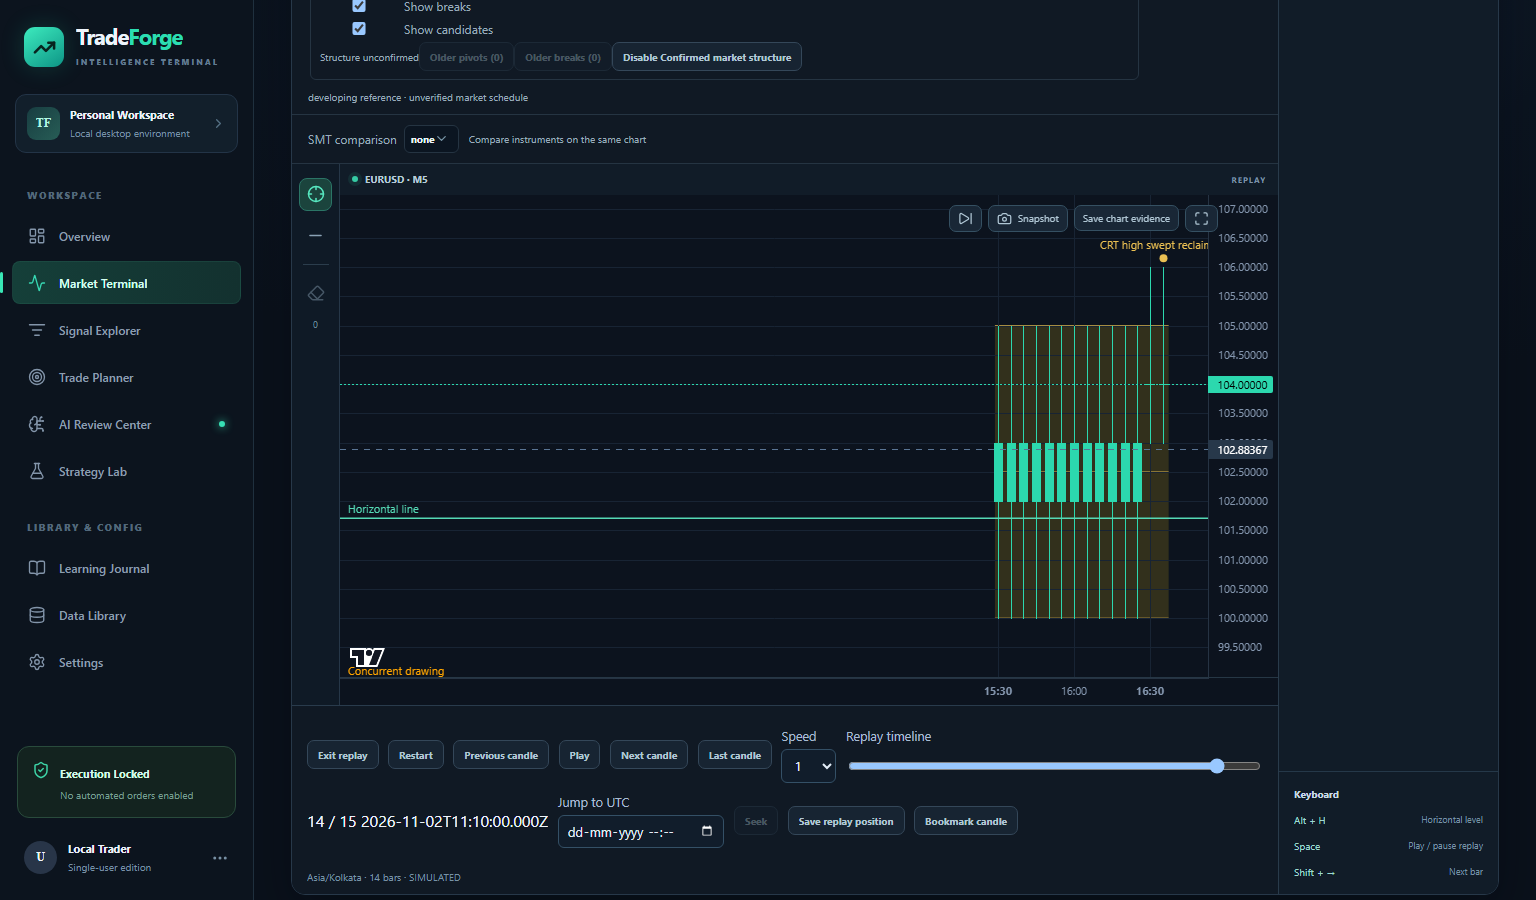 TradeForge
INTELLIGENCE TERMINAL
TF
Personal Workspace
Local desktop environment
WORKSPACE
Overview
Market Terminal
Signal Explorer
Trade Planner
AI Review Center
Strategy Lab
LIBRARY & CONFIG
Learning Journal
Data Library
Settings
Execution Locked
No automated orders enabled
U
Local Trader
Single-user edition
Show breaks
Show candidates
Structure unconfirmed
Older pivots (0)
Older breaks (0)
Disable Confirmed market structure
developing reference · unverified market schedule
SMT comparison
none
Compare instruments on the same chart
EURUSD · M5
REPLAY
0
Snapshot
Save chart evidence
CRT high swept reclaim
107.00000
106.50000
106.00000
105.50000
105.00000
104.50000
104.00000
103.50000
102.88367
102.50000
102.00000
101.50000
101.00000
100.50000
100.00000
99.50000
Horizontal line
Concurrent drawing
15:30
16:00
16:30
Exit replay
Restart
Previous candle
Play
Next candle
Last candle
Speed
1
Replay timeline
14 / 15 2026-11-02T11:10:00.000Z
Jump to UTC
dd-mm-yyyy --:--
Seek
Save replay position
Bookmark candle
Asia/Kolkata · 14 bars · SIMULATED
Keyboard
Alt + H
Horizontal level
Space
Play / pause replay
Shift + →
Next bar